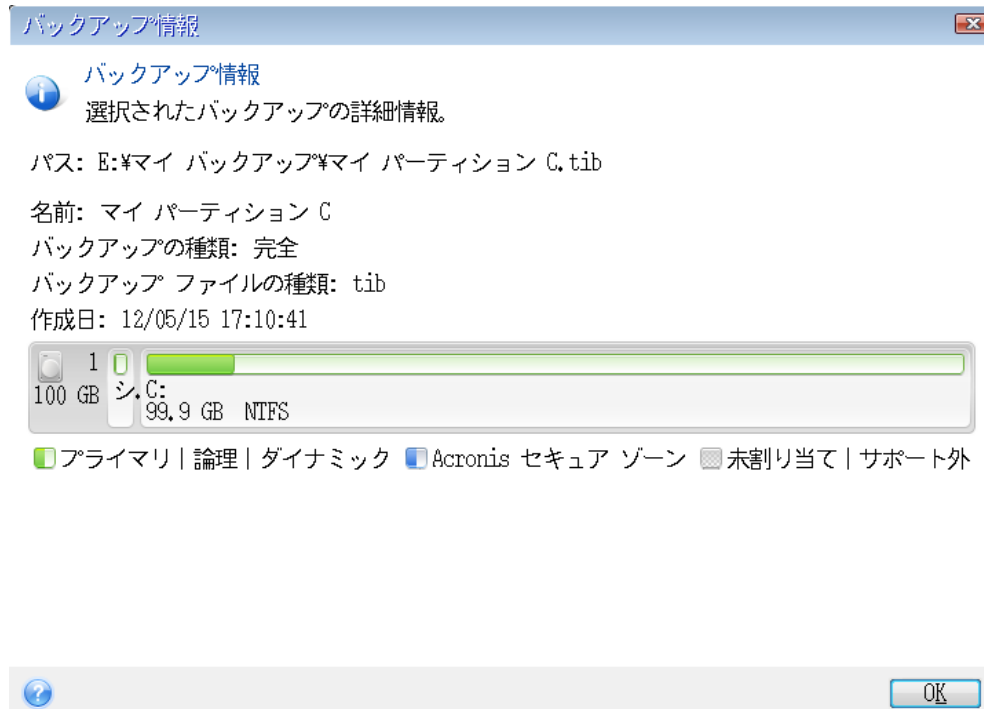 バックアップ情報
バックアップ情報
選択されたバックアップの詳細情報。
パス: E:¥マイ バックアップ¥マイ パーティション C.tib
名前: マイ パーティション C
バックアップの種類: 完全
バックアップ ファイルの種類: tib
作成日: 12/05/15 17:10:41
1
100 GB
シ.
C:
99.9 GB NTFS
プライマリ|論理|ダイナミック Acronis セキュア ゾーン 未割り当て|サポート外
?
OK